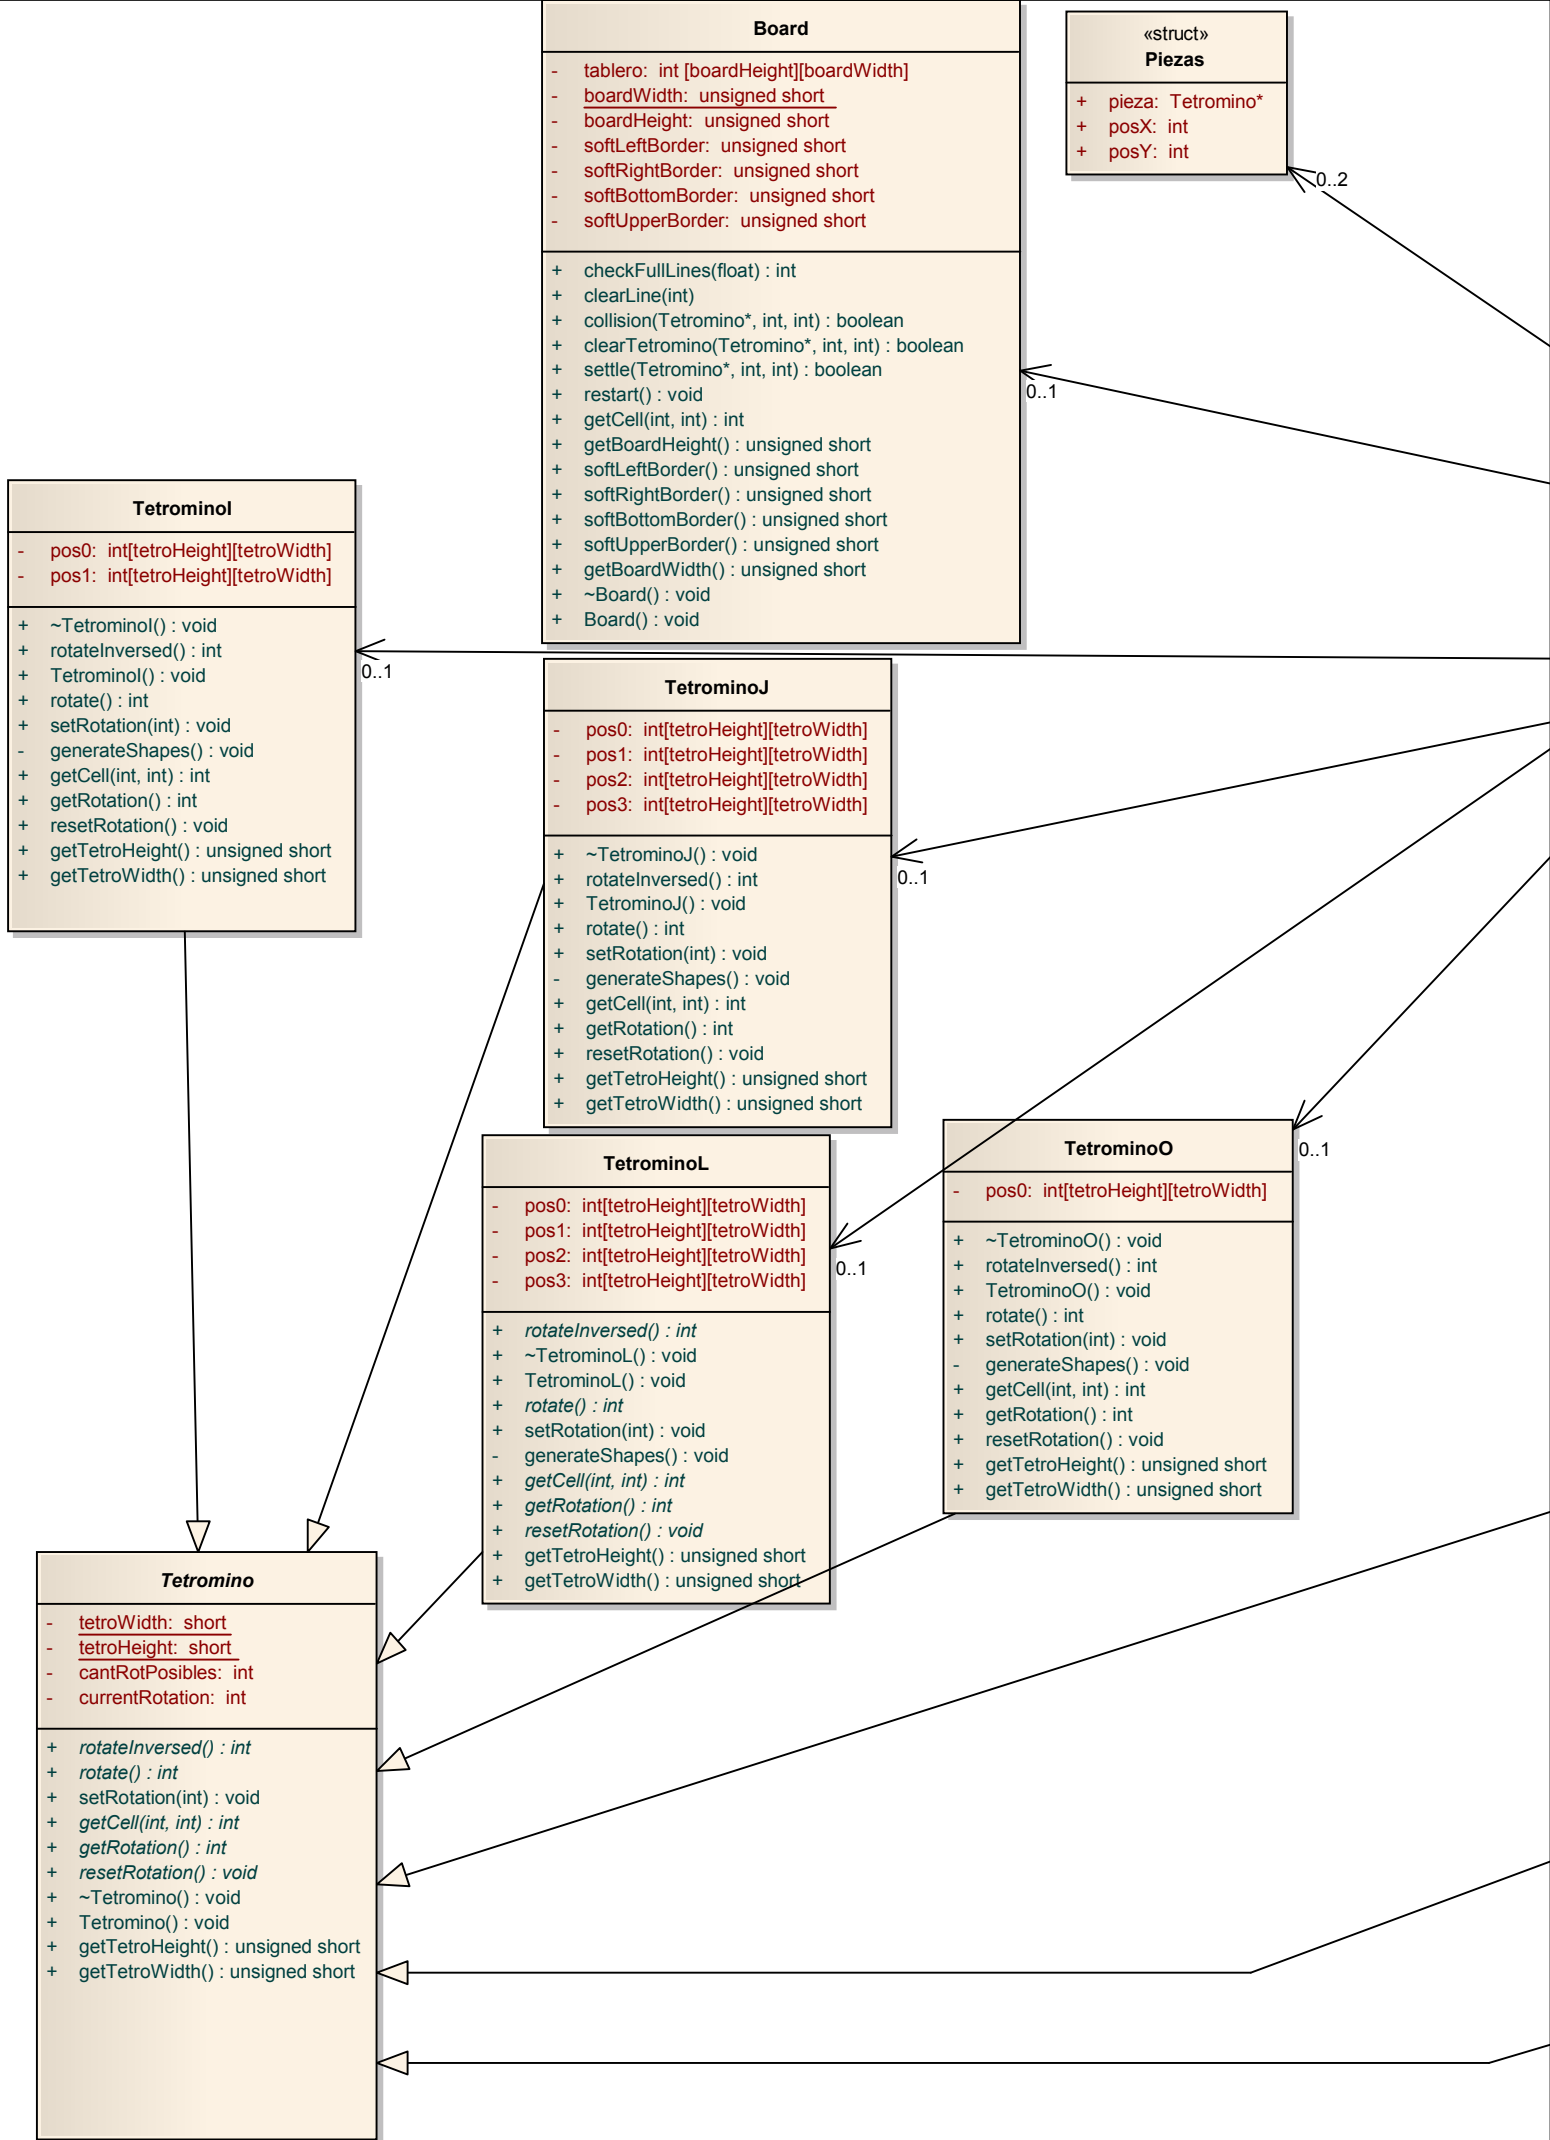 Board
- tablero: int [boardHeight][boardWidth]
- boardWidth: unsigned short
- boardHeight: unsigned short
- softLeftBorder: unsigned short
- softRightBorder: unsigned short
- softBottomBorder: unsigned short
- softUpperBorder: unsigned short
+ checkFullLines(float) : int
+ clearLine(int)
+ collision(Tetromino*, int, int) : boolean
+ clearTetromino(Tetromino*, int, int) : boolean
+ settle(Tetromino*, int, int) : boolean
+ restart() : void
+ getCell(int, int) : int
+ getBoardHeight() : unsigned short
+ softLeftBorder() : unsigned short
+ softRightBorder() : unsigned short
+ softBottomBorder() : unsigned short
+ softUpperBorder() : unsigned short
+ getBoardWidth() : unsigned short
+ ~Board() : void
+ Board() : void
«struct»
Piezas
+ pieza: Tetromino*
+ posX: int
+ posY: int
0..2
0..1
TetrominoI
- pos0: int[tetroHeight][tetroWidth]
- pos1: int[tetroHeight][tetroWidth]
+ ~TetrominoI() : void
+ rotateInversed() : int
+ TetrominoI() : void
+ rotate() : int
+ setRotation(int) : void
- generateShapes() : void
+ getCell(int, int) : int
+ getRotation() : int
+ resetRotation() : void
+ getTetroHeight() : unsigned short
+ getTetroWidth() : unsigned short
0..1
TetrominoJ
- pos0: int[tetroHeight][tetroWidth]
- pos1: int[tetroHeight][tetroWidth]
- pos2: int[tetroHeight][tetroWidth]
- pos3: int[tetroHeight][tetroWidth]
+ ~TetrominoJ() : void
+ rotateInversed() : int
+ TetrominoJ() : void
+ rotate() : int
+ setRotation(int) : void
- generateShapes() : void
+ getCell(int, int) : int
+ getRotation() : int
+ resetRotation() : void
+ getTetroHeight() : unsigned short
+ getTetroWidth() : unsigned short
0..1
TetrominoL
- pos0: int[tetroHeight][tetroWidth]
- pos1: int[tetroHeight][tetroWidth]
- pos2: int[tetroHeight][tetroWidth]
- pos3: int[tetroHeight][tetroWidth]
+ rotateInversed() : int
+ ~TetrominoL() : void
+ TetrominoL() : void
+ rotate() : int
+ setRotation(int) : void
- generateShapes() : void
+ getCell(int, int) : int
+ getRotation() : int
+ resetRotation() : void
+ getTetroHeight() : unsigned short
+ getTetroWidth() : unsigned short
0..1
TetrominoO
- pos0: int[tetroHeight][tetroWidth]
+ ~TetrominoO() : void
+ rotateInversed() : int
+ TetrominoO() : void
+ rotate() : int
+ setRotation(int) : void
- generateShapes() : void
+ getCell(int, int) : int
+ getRotation() : int
+ resetRotation() : void
+ getTetroHeight() : unsigned short
+ getTetroWidth() : unsigned short
0..1
Tetromino
- tetroWidth: short
- tetroHeight: short
- cantRotPosibles: int
- currentRotation: int
+ rotateInversed() : int
+ rotate() : int
+ setRotation(int) : void
+ getCell(int, int) : int
+ getRotation() : int
+ resetRotation() : void
+ ~Tetromino() : void
+ Tetromino() : void
+ getTetroHeight() : unsigned short
+ getTetroWidth() : unsigned short